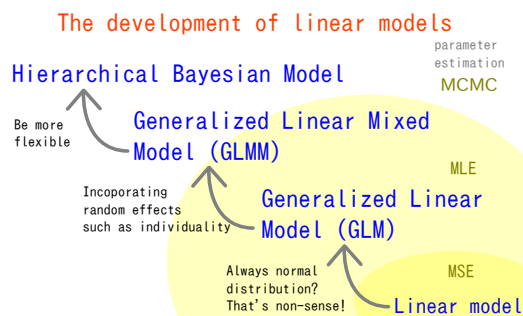 The development of linear models
parameter
estimation
MCMC
Hierarchical Bayesian Model
Be more
flexible
Generalized Linear Mixed
Model (GLMM)
MLE
Incoporating
random effects
such as individuality
Generalized Linear
Model (GLM)
Always normal
distribution?
That's non-sense!
MSE
Linear model